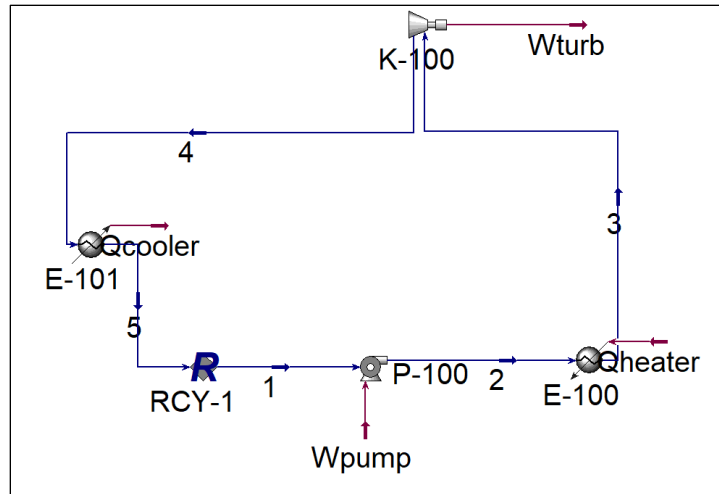 K-100
Wturb
4
3
Qcooler
E-101
5
R
RCY-1
1
P-100
2
Qheater
E-100
Wpump